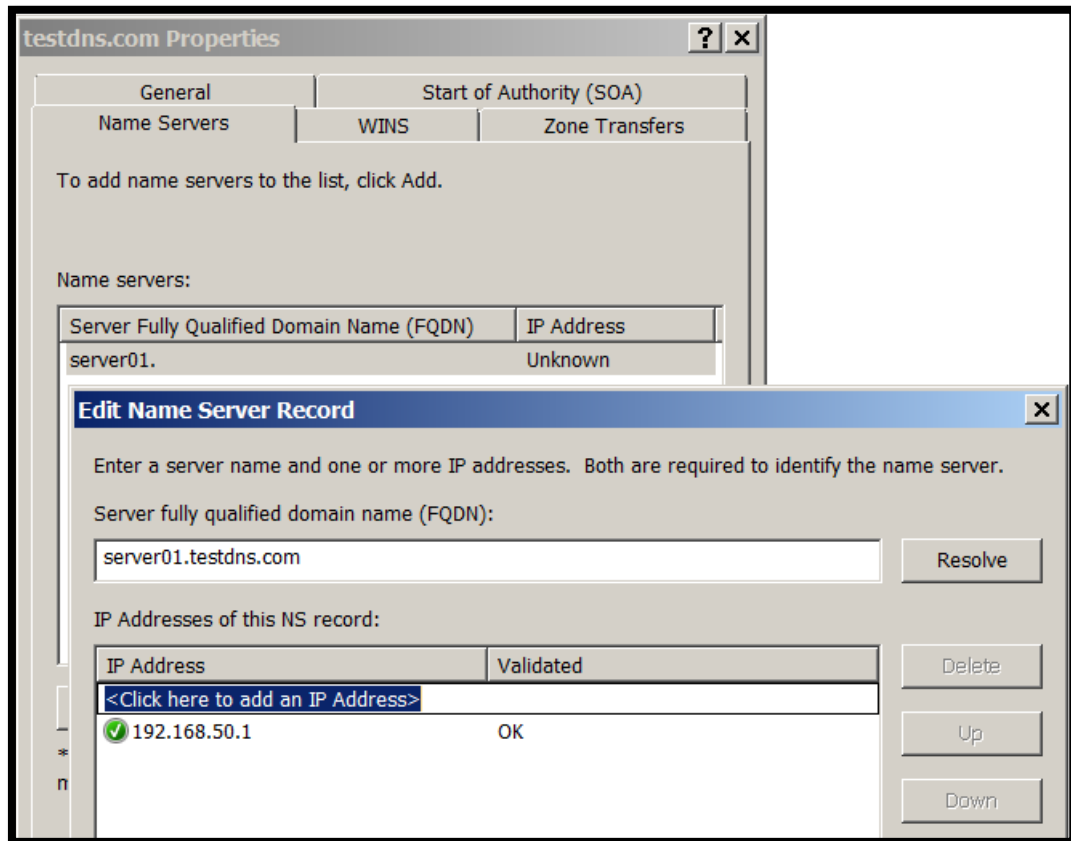 testdns.com Properties
General
Start of Authority (SOA)
Name Servers
WINS
Zone Transfers
To add name servers to the list, click Add.
Name servers:
Server Fully Qualified Domain Name (FQDN)
IP Address
server01.
Unknown
Edit Name Server Record
Enter a server name and one or more IP addresses. Both are required to identify the name server.
Server fully qualified domain name (FQDN):
server01.testdns.com
Resolve
IP Addresses of this NS record:
IP Address
Validated
Delete
<Click here to add an IP Address>
192.168.50.1
OK
Up
*
Down